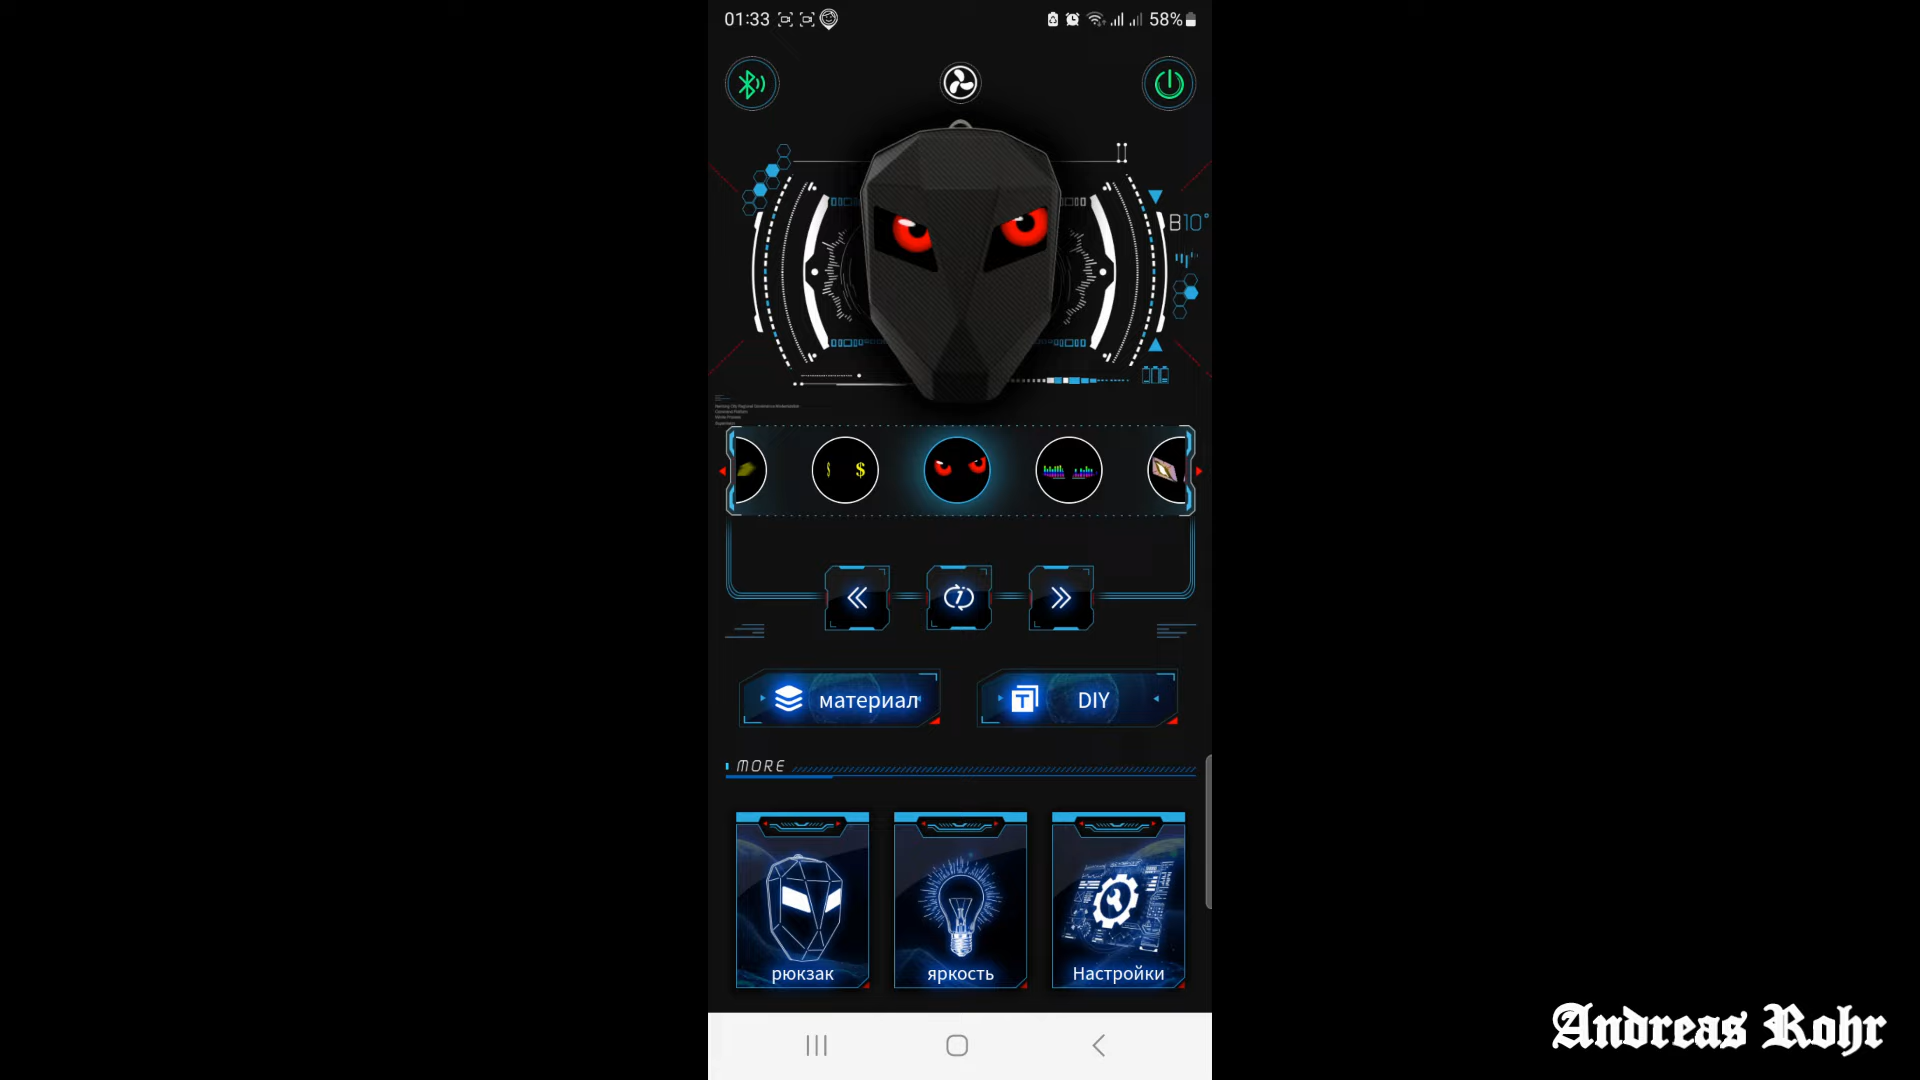 01:33
58%
B10°
$ $
материал
DIY
MORE
рюкзак
яркость
Настройки
Andreas Rohr